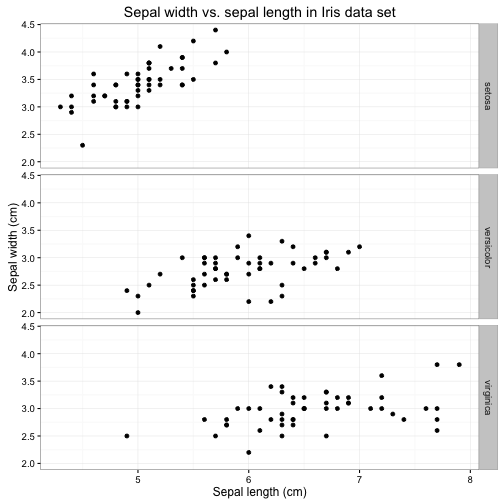 Sepal width vs. sepal length in Iris data set
4.5
4.0
3.5
3.0
2.5
2.0
setosa
4.5
4.0
3.5
3.0
2.5
2.0
versicolor
Sepal width (cm)
4.5
4.0
3.5
3.0
2.5
2.0
virginica
5 6 7 8
Sepal length (cm)